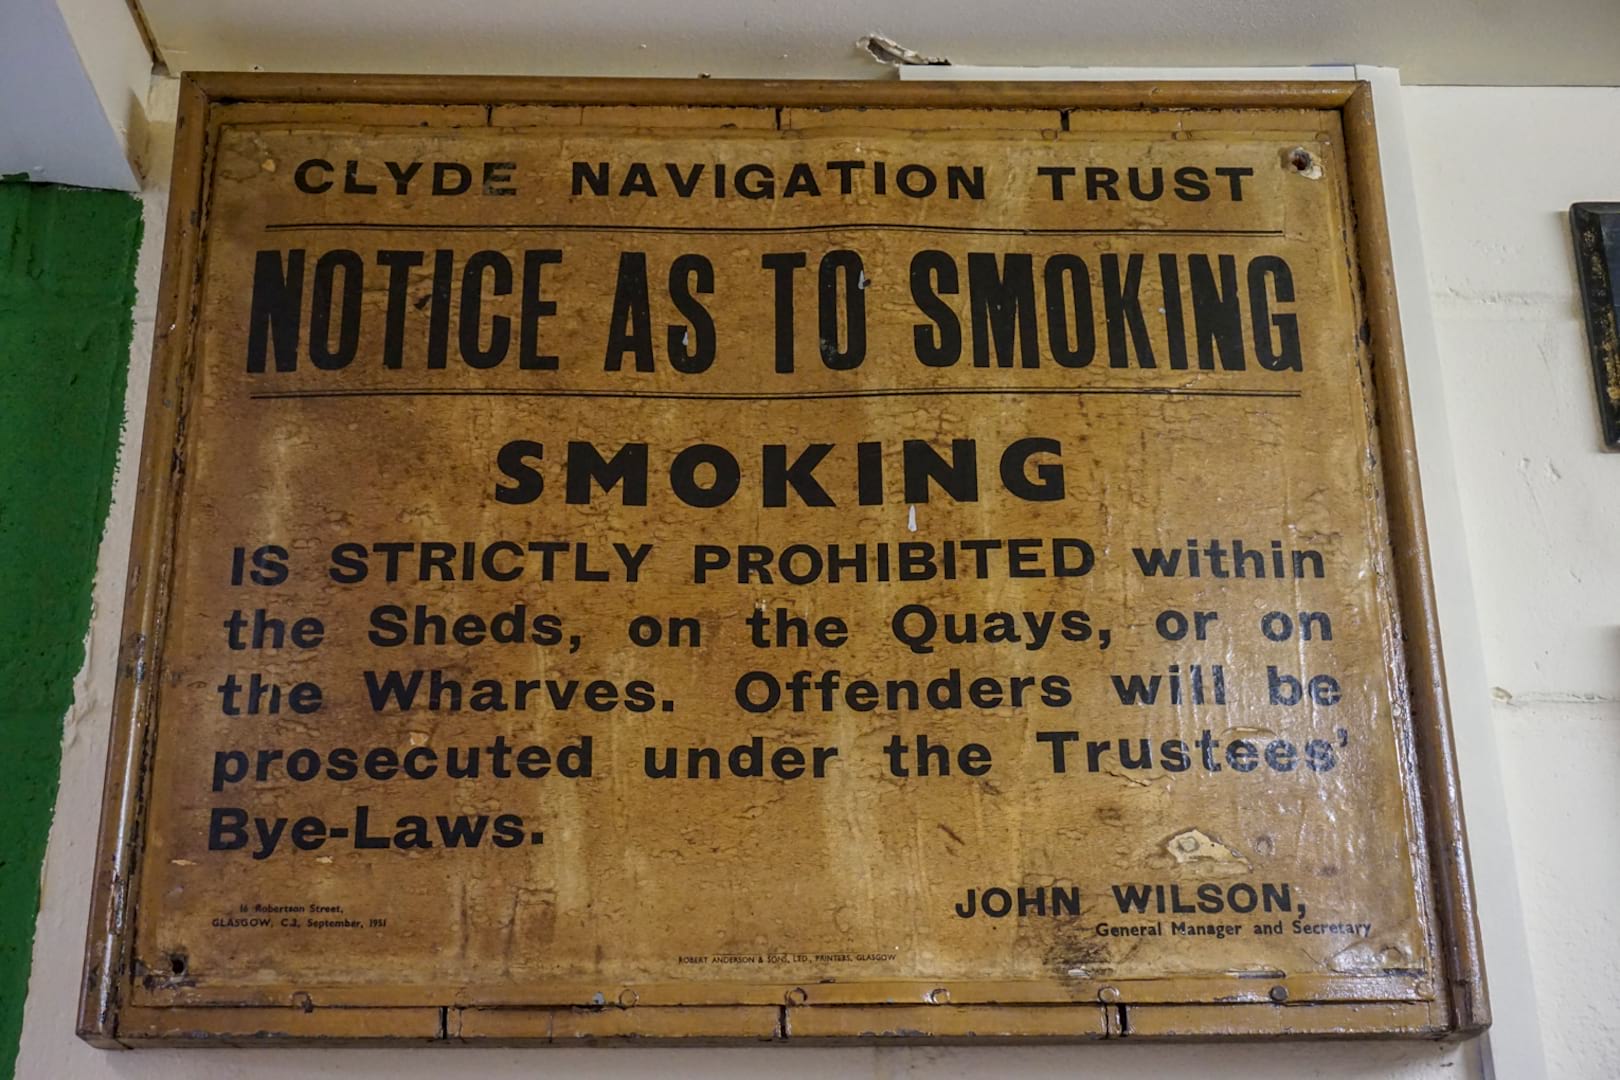 CLYDE NAVIGATION TRUST
NOTICE AS TO SMOKING
SMOKING
IS STRICTLY PROHIBITED within
the Sheds, on the Quays, or on
the Wharves. Offenders will be
prosecuted under the Trustees'
Bye-Laws.
JOHN WILSON,
General Manager and Secretary
16 Robertson Street,
GLASGOW, C.2, September, 1951
ROBERT ANDERSON & SONS, LTD., PRINTERS, GLASGOW